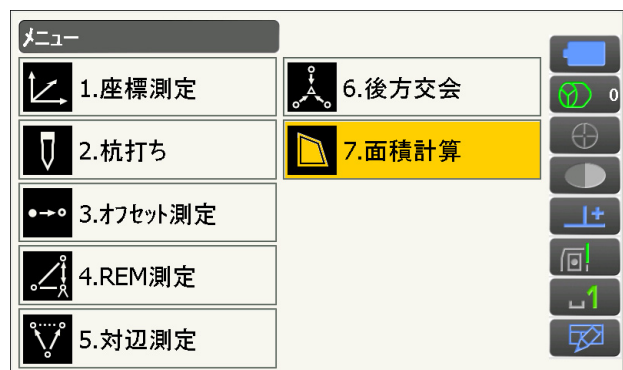 メニュー
1.座標測定
2.杭打ち
3.オフセット測定
4.REM測定
5.対辺測定
6.後方交会
7.面積計算
0
1